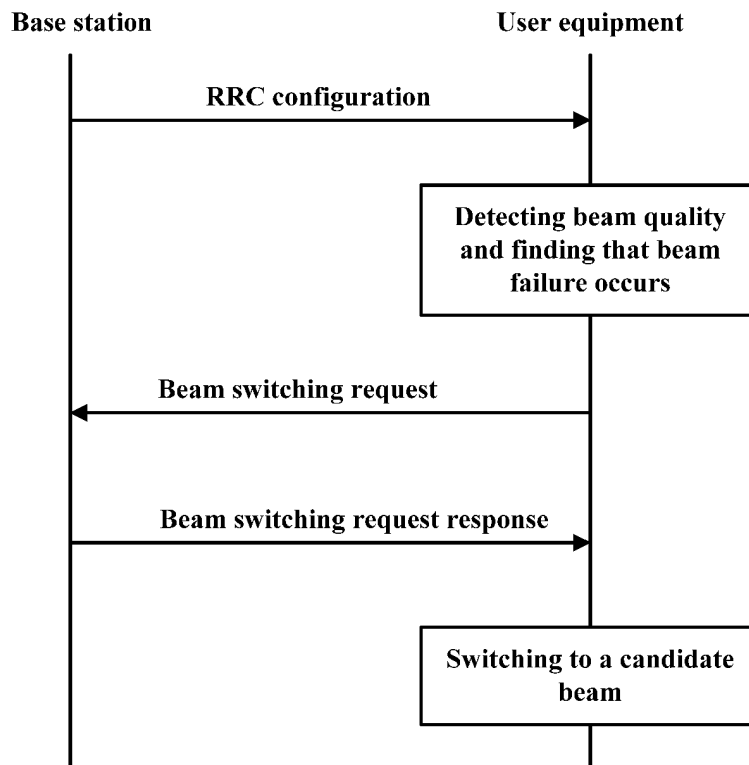 Base station
User equipment
RRC configuration
Detecting beam quality
and finding that beam
failure occurs
Beam switching request
Beam switching request response
Switching to a candidate
beam